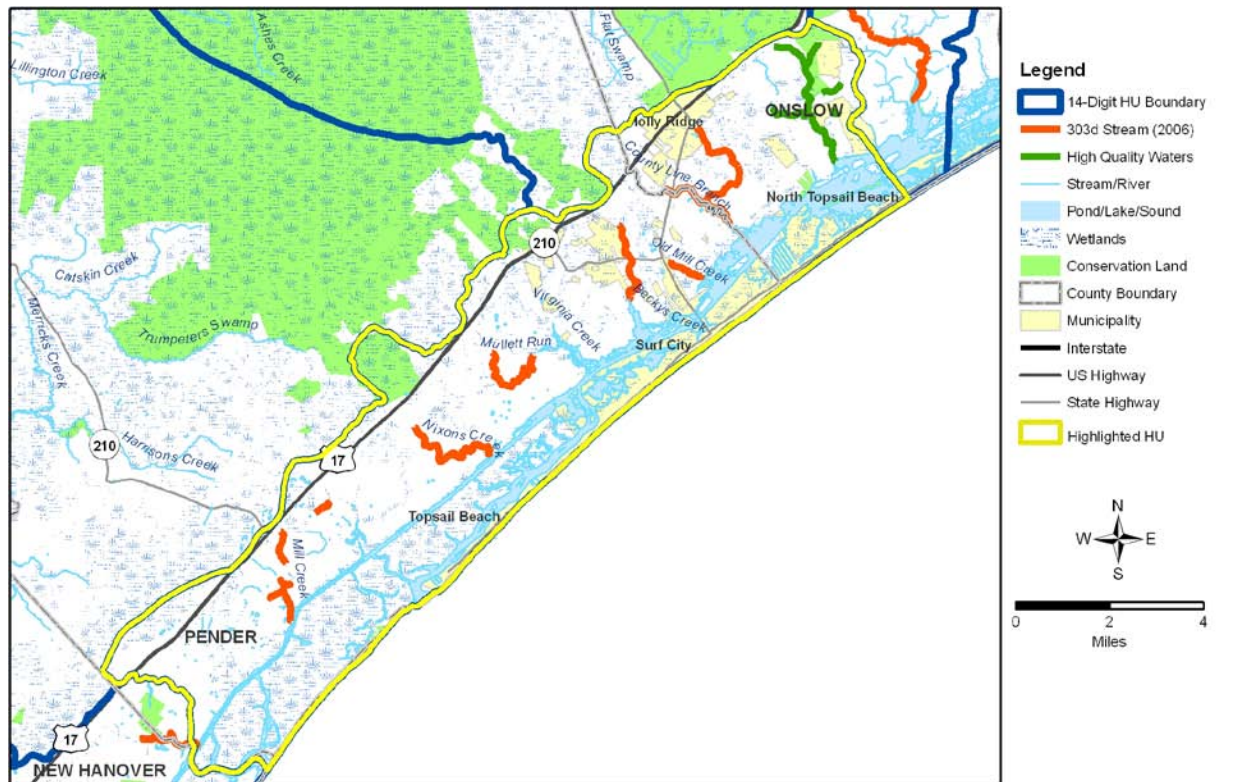 Lillington Creek
Ashes Creek
Flat Swamp
ONSLOW
olly Ridge
County Line Branch
North Topsail Beach
210
Old Mill Creek
Catskin Creek
Virginia Creek
Beckys Creek
Merricks Creek
Trumpeters Swamp
Mullett Run
Surf City
Nixons Creek
210
Harrisons Creek
17
Topsail Beach
Mill Creek
PENDER
17
NEW HANOVER
Legend
14-Digit HU Boundary
303d Stream (2006)
High Quality Waters
Stream/River
Pond/Lake/Sound
Wetlands
Conservation Land
County Boundary
Municipality
Interstate
US Highway
State Highway
Highlighted HU
N
W E
S
0 2 4
Miles